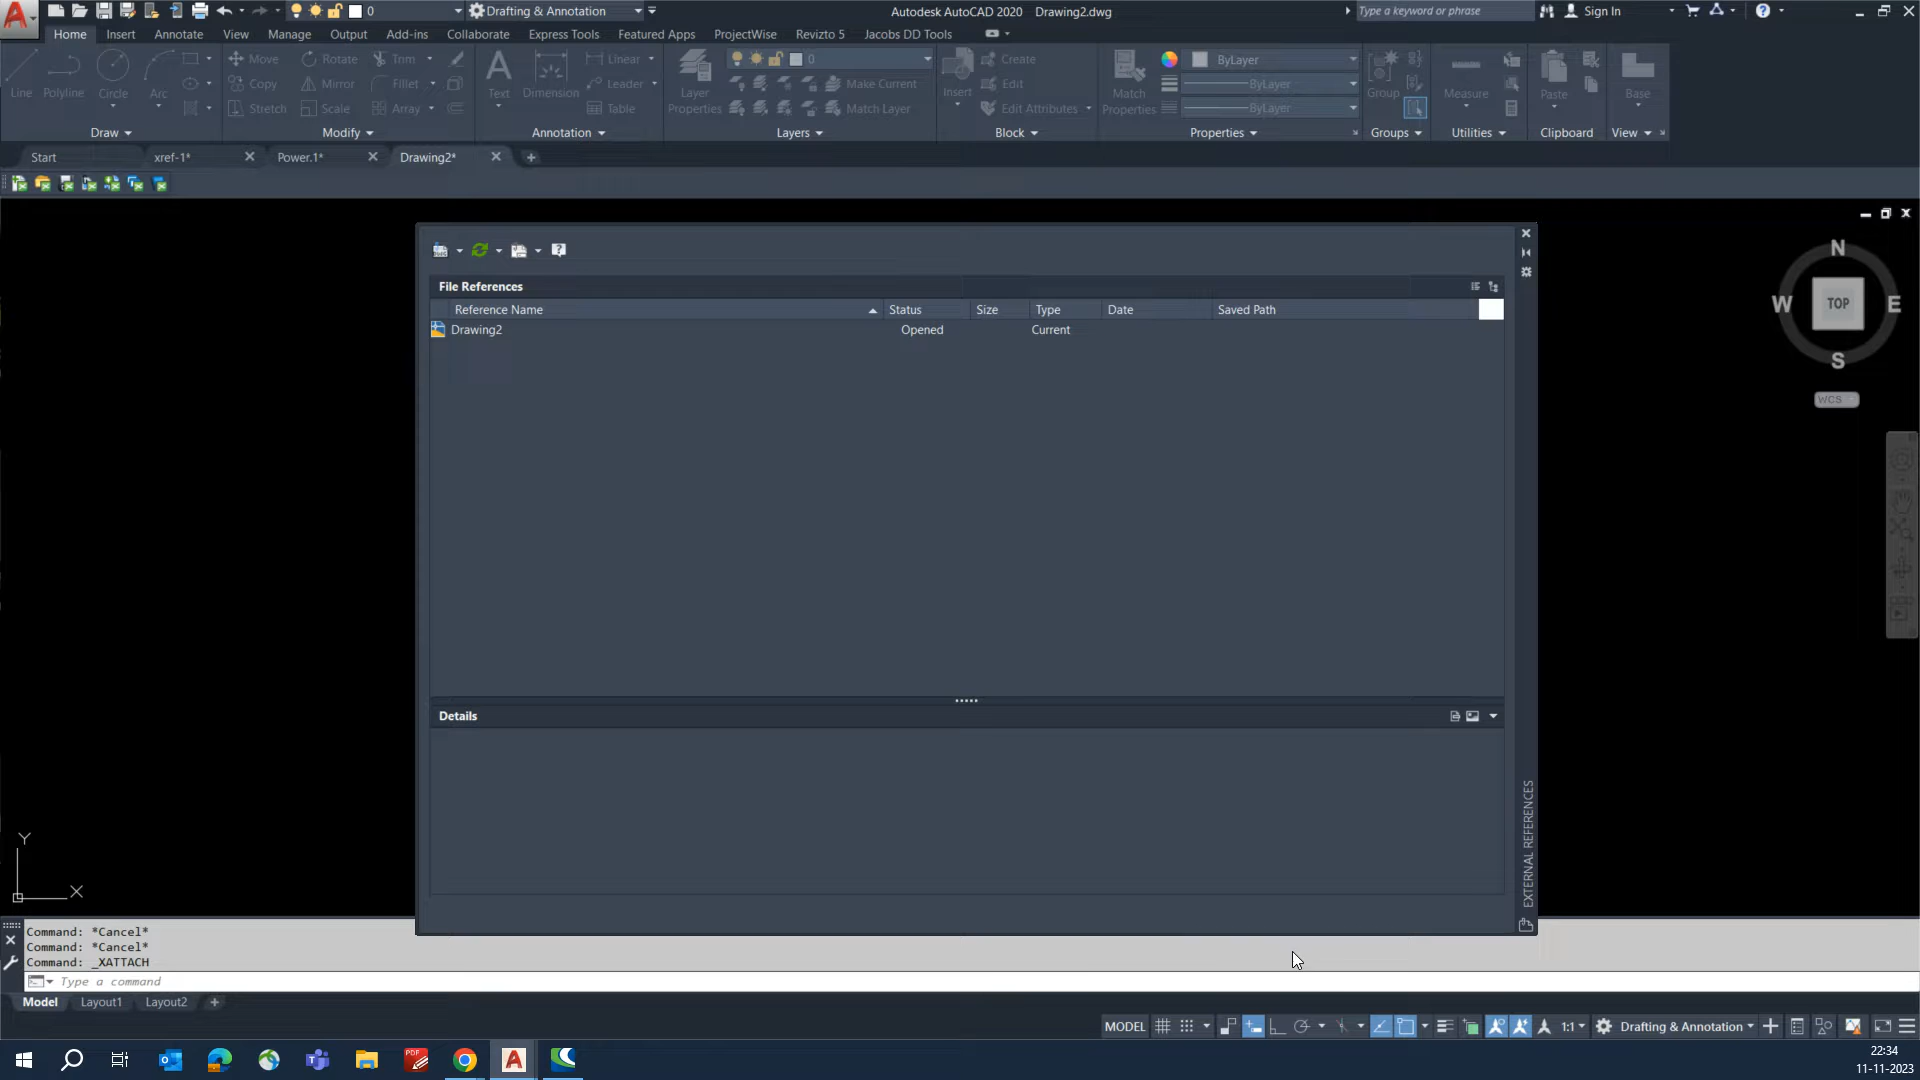 0
Drafting & Annotation
Autodesk AutoCAD 2020 Drawing2.dwg
Type a keyword or phrase
Sign In
Home Insert Annotate View Manage Output Add-ins Collaborate Express Tools Featured Apps ProjectWise Revizto 5 Jacobs DD Tools
Line
Polyline
Circle
Arc
Move
Rotate
Trim
Copy
Mirror
Fillet
Stretch
Scale
Array
Text
Dimension
Linear
Leader
Table
Layer
Properties
0
Make Current
Match Layer
Insert
Create
Edit
Edit Attributes
Match
Properties
ByLayer
ByLayer
ByLayer
Group
Measure
Paste
Base
Draw Modify Annotation Layers Block Properties Groups Utilities Clipboard View
Start xref-1* Power.1* Drawing2*
File References
Reference Name Status Size Type Date Saved Path
Drawing2 Opened Current
Details
EXTERNAL REFERENCES
N
W TOP E
S
WCS
Y
X
Command: *Cancel*
Command: *Cancel*
Command: _XATTACH
Type a command
Model Layout1 Layout2
MODEL
1:1
Drafting & Annotation
22:34
11-11-2023